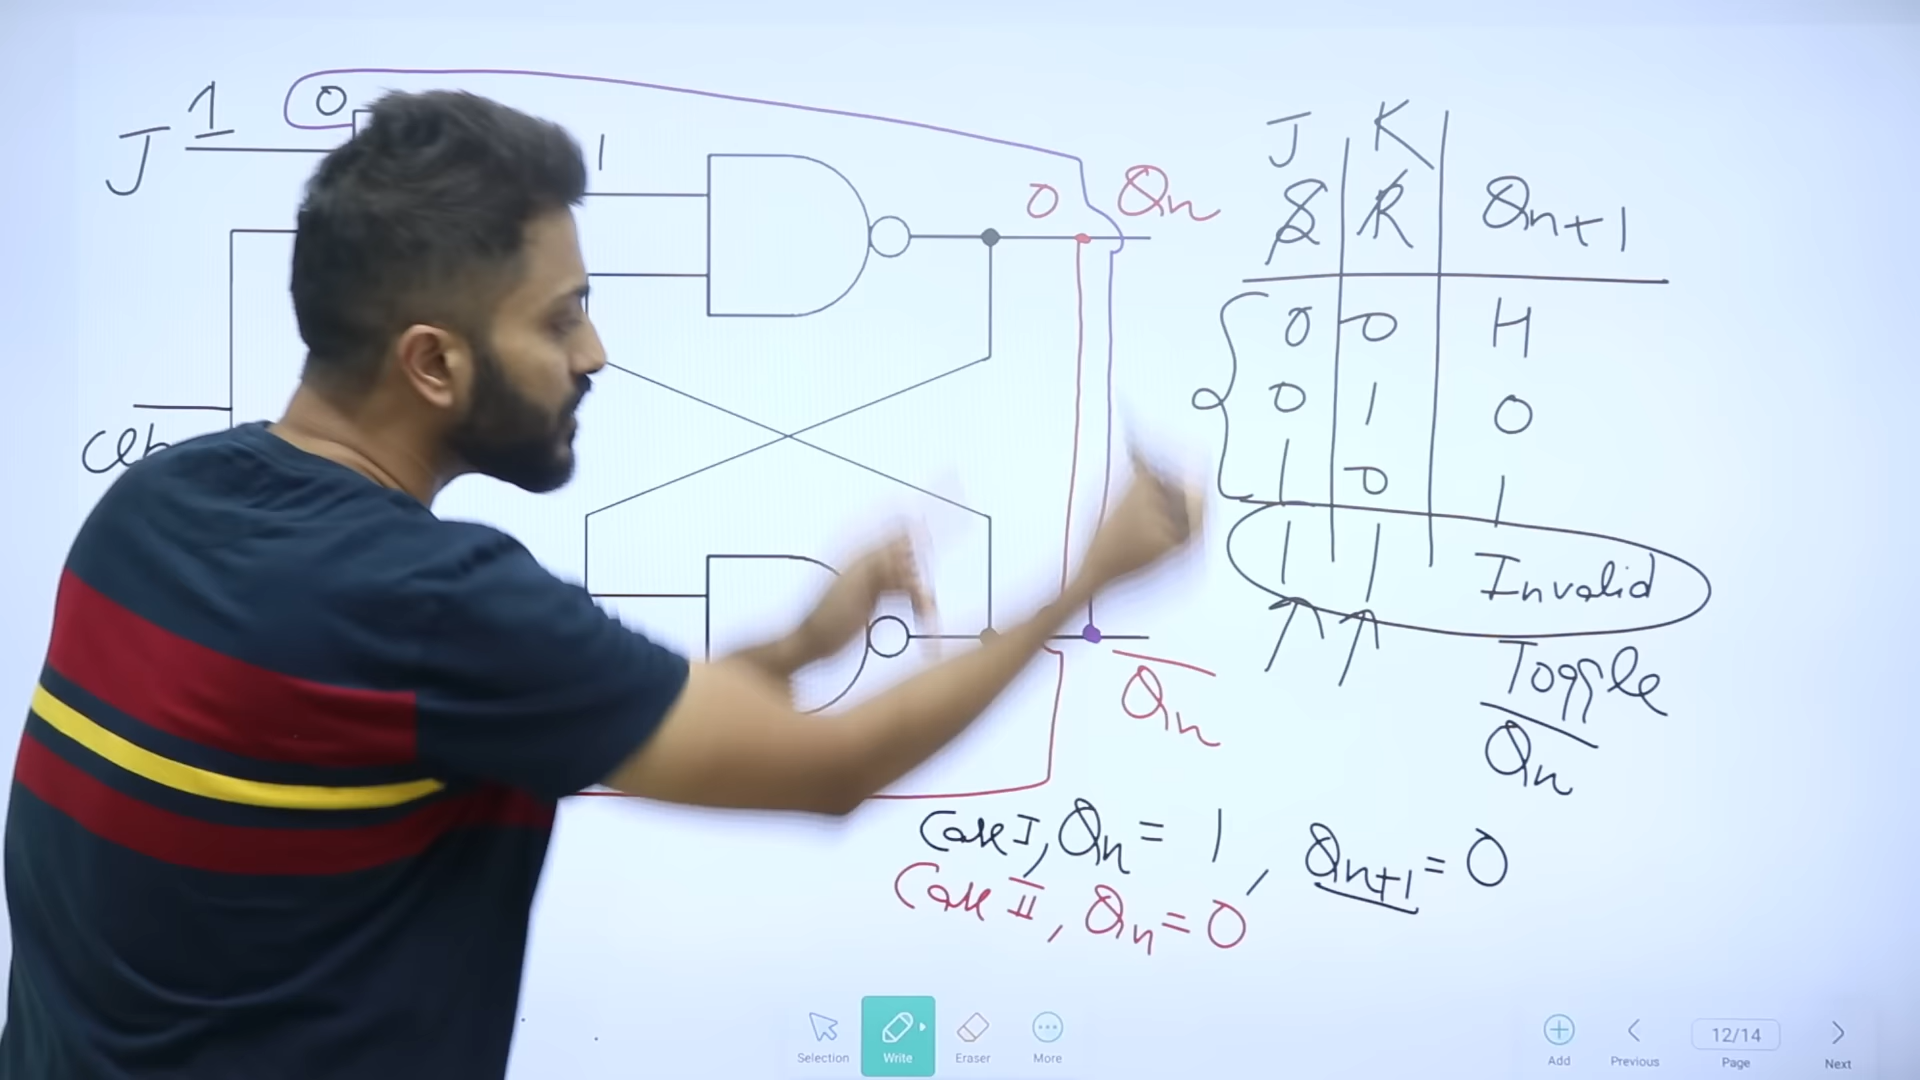 J 1 0 1
0 Qn
J K
S R Qn+1
0 0 H
0 1 0
1 0 1
1 1 Invalid
Toggle
Q̅n
Q̅n
Case I, Qn = 1, Qn+1 = 0
Case II, Qn = 0
Selection Write Eraser More
Add Previous 12/14 Page Next